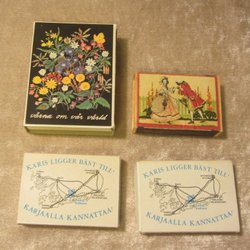 värna om vår värld
KARIS LIGGER BÄST TILL!
KARJAALLA KANNATTAA!
KARIS LIGGER BÄST TILL!
KARJAALLA KANNATTAA!